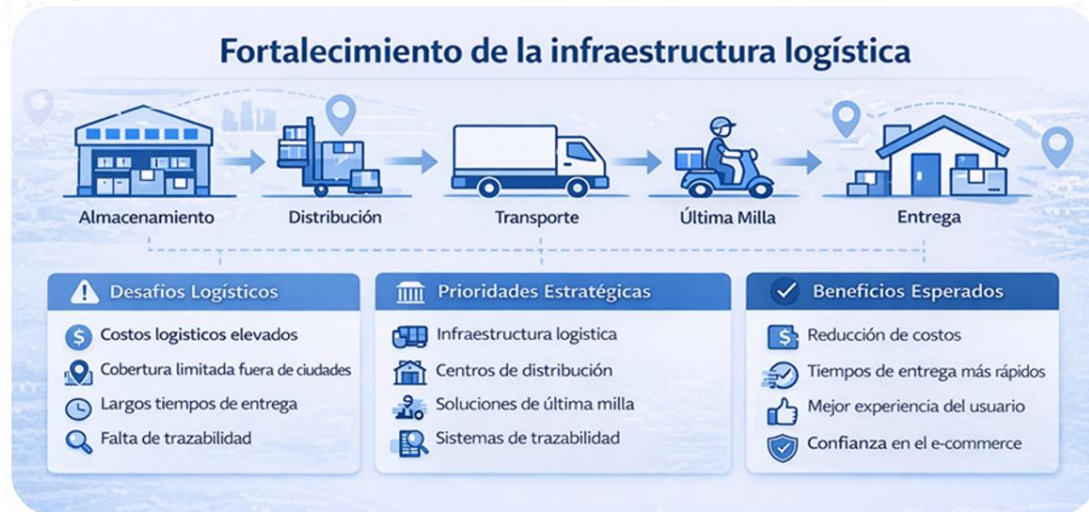 Fortalecimiento de la infraestructura logística
Almacenamiento
Distribución
Transporte
Última Milla
Entrega
Desafios Logísticos
Costos logisticos elevados
Cobertura limitada fuera de ciudades
Largos tiempos de entrega
Falta de trazabilidad
Prioridades Estratégicas
Infraestructura logistica
Centros de distribución
Soluciones de última milla
Sistemas de trazabilidad
Beneficios Esperados
Reducción de costos
Tiempos de entrega más rápidos
Mejor experiencia del usuario
Confianza en el e-commerce